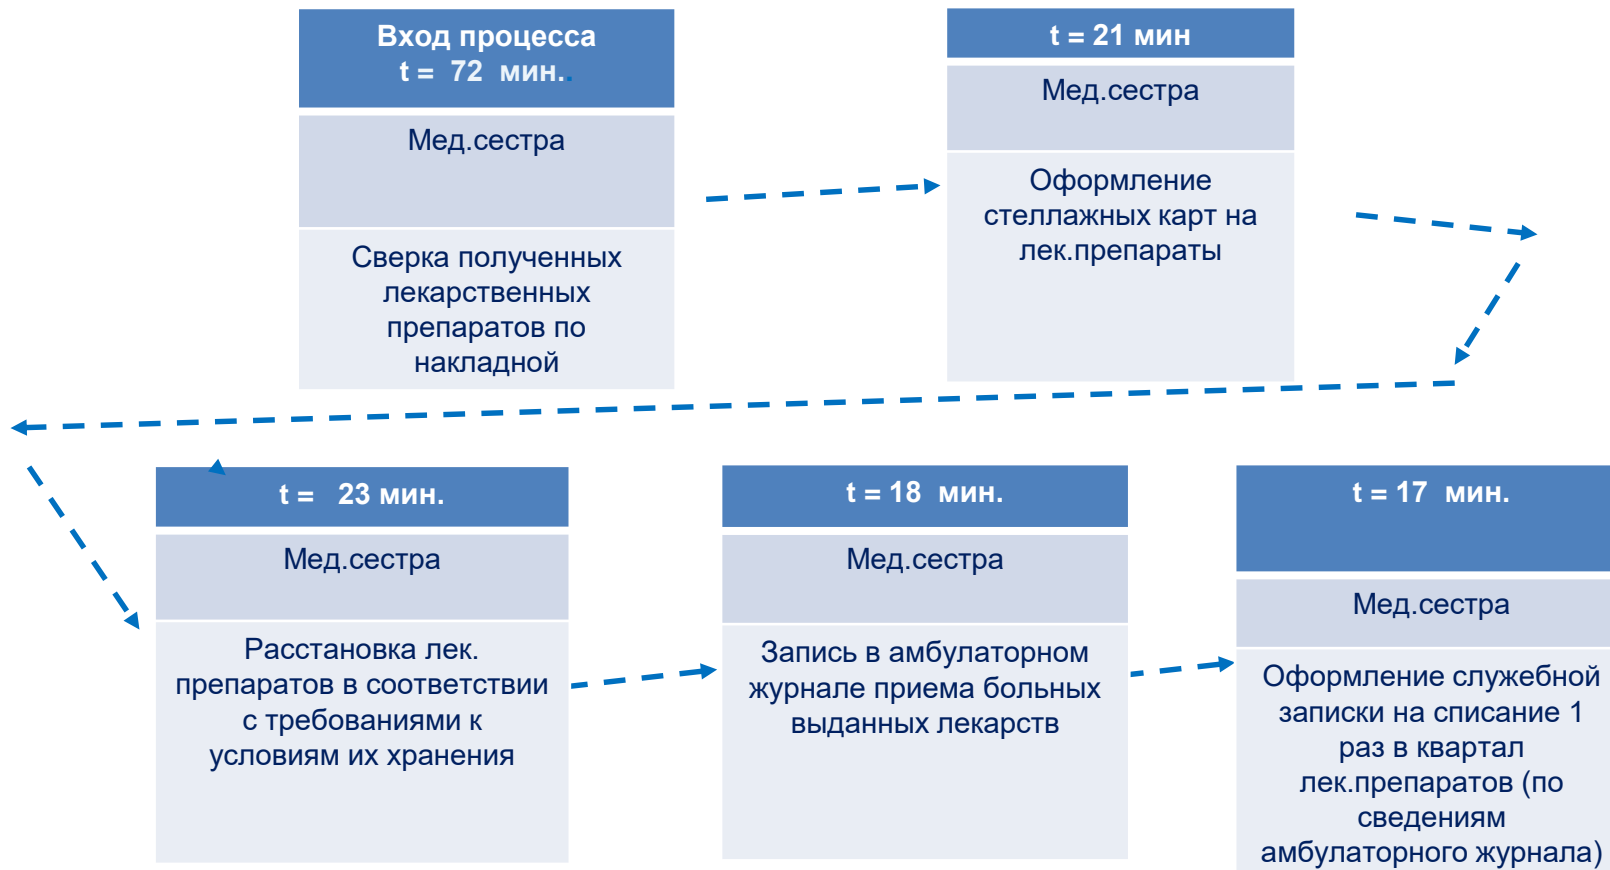 Вход процесса
t = 72 мин..
Мед.сестра
Сверка полученных
лекарственных
препаратов по
накладной
t = 21 мин
Мед.сестра
Оформление
стеллажных карт на
лек.препараты
t = 23 мин.
Мед.сестра
Расстановка лек.
препаратов в соответствии
с требованиями к
условиям их хранения
t = 18 мин.
Мед.сестра
Запись в амбулаторном
журнале приема больных
выданных лекарств
t = 17 мин.
Мед.сестра
Оформление служебной
записки на списание 1
раз в квартал
лек.препаратов (по
сведениям
амбулаторного журнала)